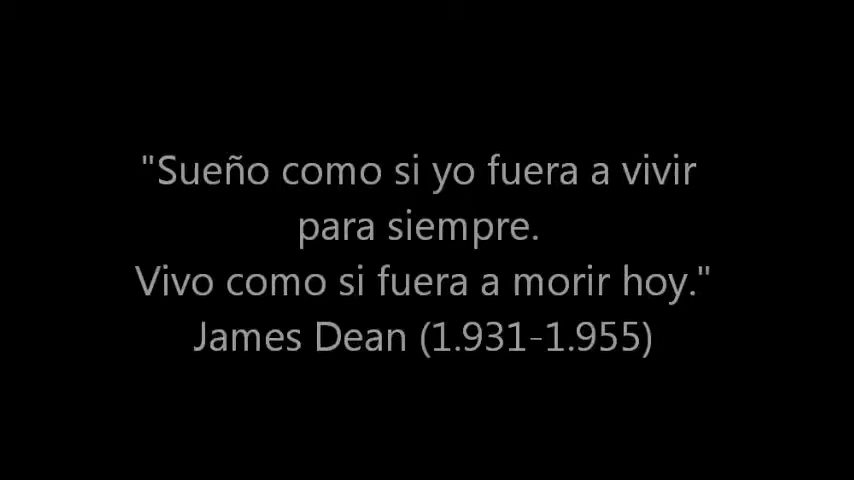 "Sueño como si yo fuera a vivir
para siempre.
Vivo como si fuera a morir hoy."
James Dean (1.931-1.955)